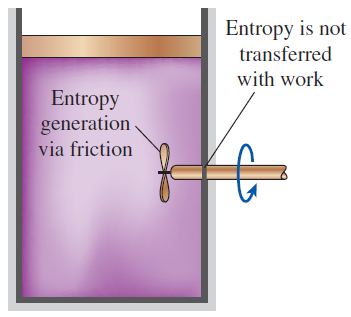 Entropy is not
transferred
with work
Entropy
generation
via friction